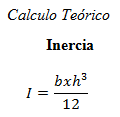 Calculo Teórico
Inercia
I = bxh³/12